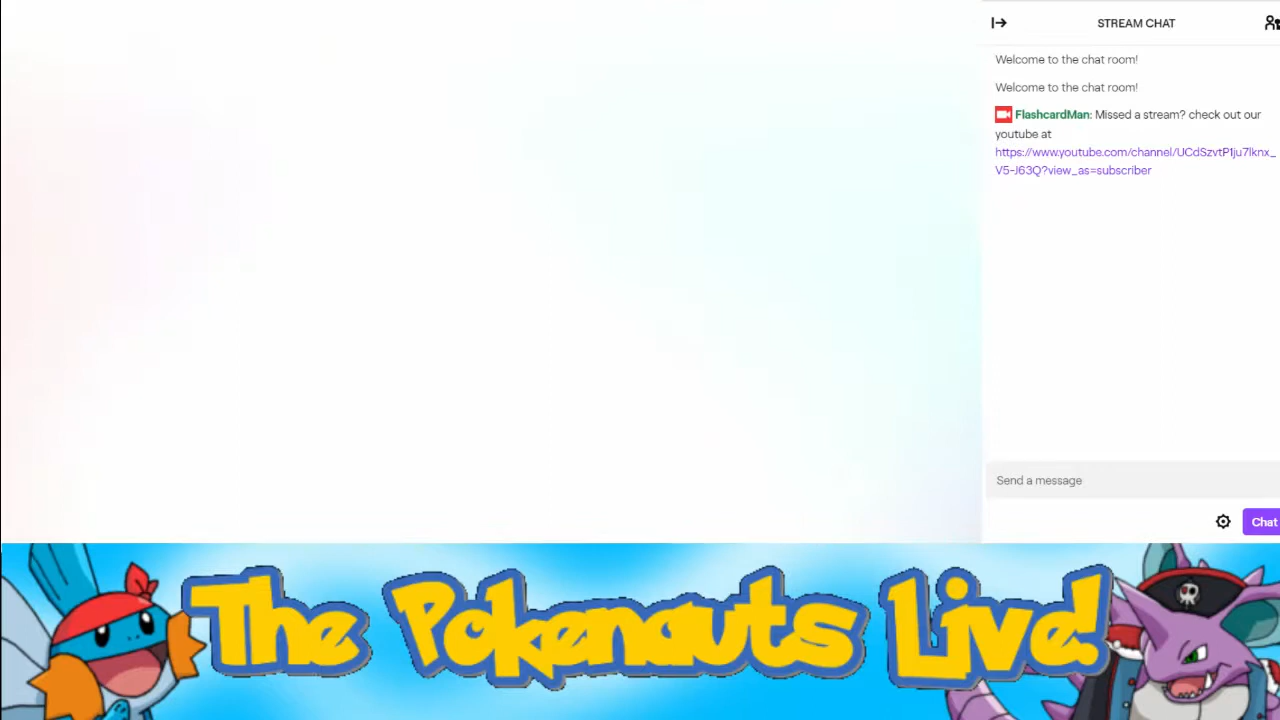 STREAM CHAT
Welcome to the chat room!
Welcome to the chat room!
FlashcardMan: Missed a stream? check out our
youtube at
https://www.youtube.com/channel/UCdSzvtP1ju7lknx_
V5-J63Q?view_as=subscriber
Send a message
Chat
The Pokenauts Live!